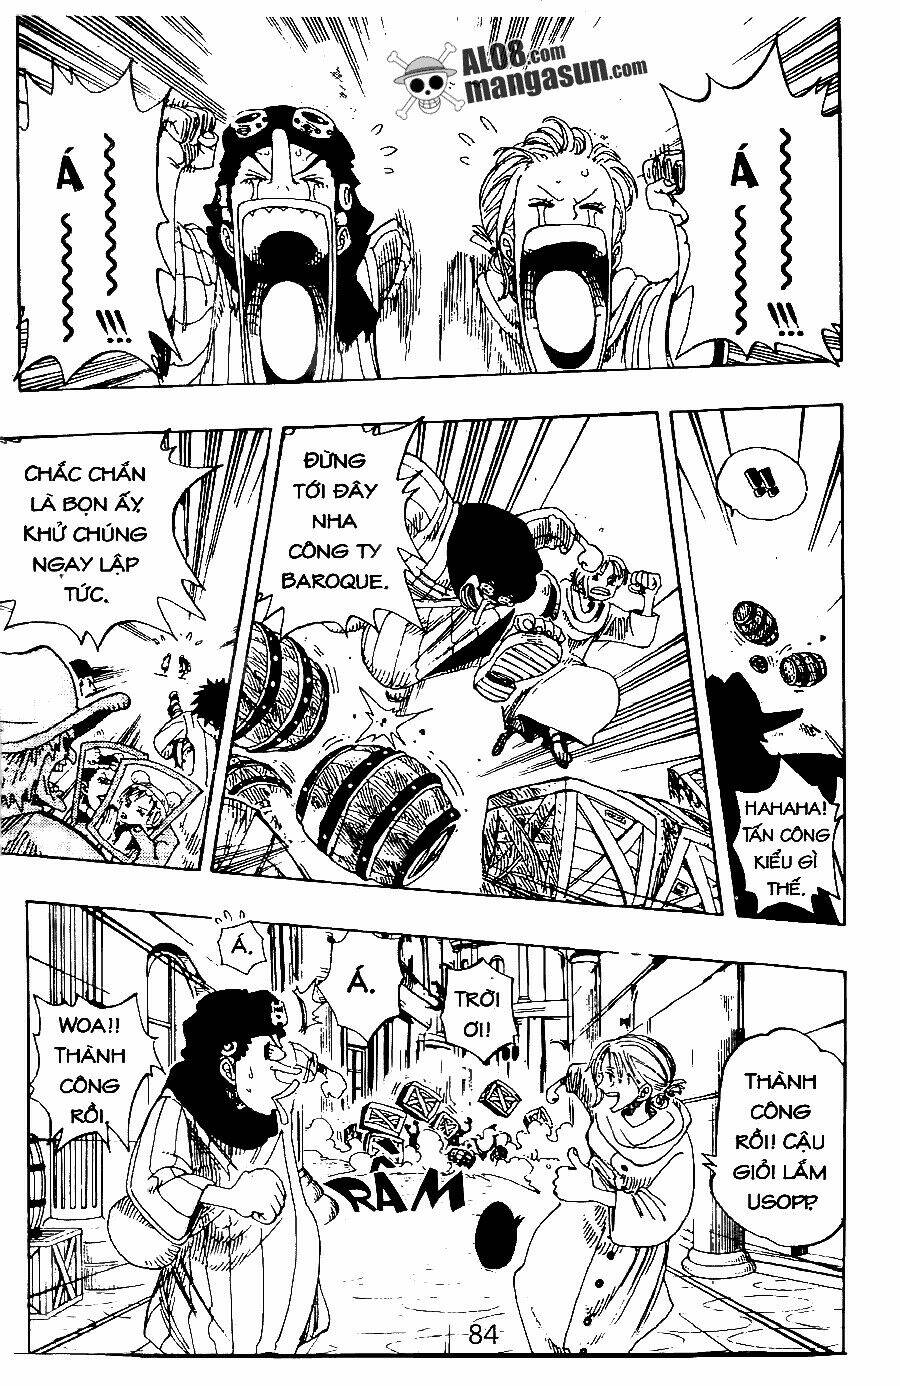 AL08.com
mangasun.com
Á
!!!
Á
!!!
CHẮC CHẮN
LÀ BỌN ẤY.
KHỬ CHÚNG
NGAY LẬP
TỨC.
ĐỪNG
TỚI ĐÂY
NHA
CÔNG TY
BAROQUE.
!!
HAHAHA!
TẤN CÔNG
KIỂU GÌ
THẾ.
WOA!!
THÀNH
CÔNG
RỒI.
Á.
Á.
TRỜI
ƠI!
THÀNH
CÔNG
RỒI! CẬU
GIỎI LẮM
USOPP.
RẦM
84